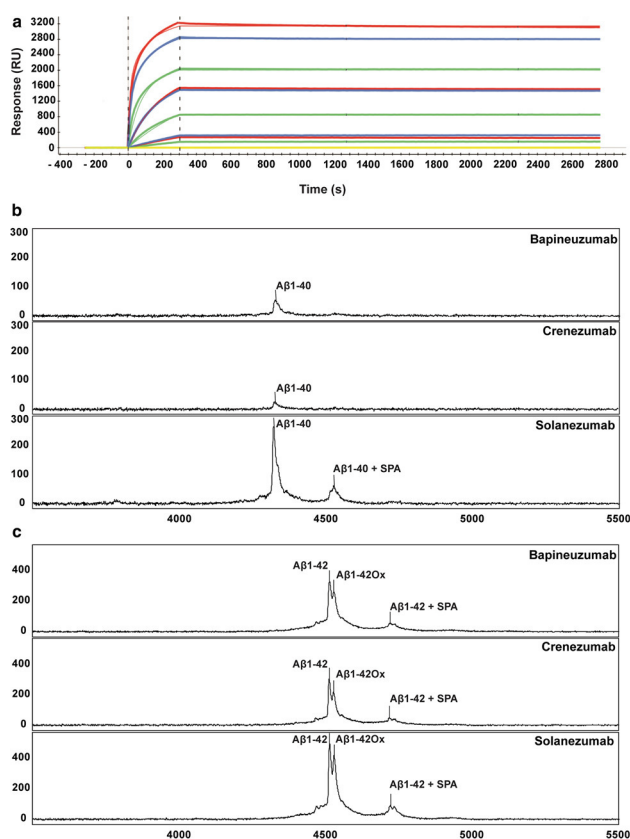 a
Response (RU)
3200
2800
2400
2000
1600
1200
800
400
0
- 400 - 200 0 200 400 600 800 1000 1200 1400 1600 1800 2000 2200 2400 2600 2800
Time (s)
b
300
200
100
0
Bapineuzumab
Aβ1-40
300
200
100
0
Crenezumab
Aβ1-40
300
200
100
0
Solanezumab
Aβ1-40
Aβ1-40 + SPA
4000 4500 5000 5500
c
400
200
0
Bapineuzumab
Aβ1-42 Aβ1-42Ox
Aβ1-42 + SPA
400
200
0
Crenezumab
Aβ1-42 Aβ1-42Ox
Aβ1-42 + SPA
400
200
0
Solanezumab
Aβ1-42 Aβ1-42Ox
Aβ1-42 + SPA
4000 4500 5000 5500